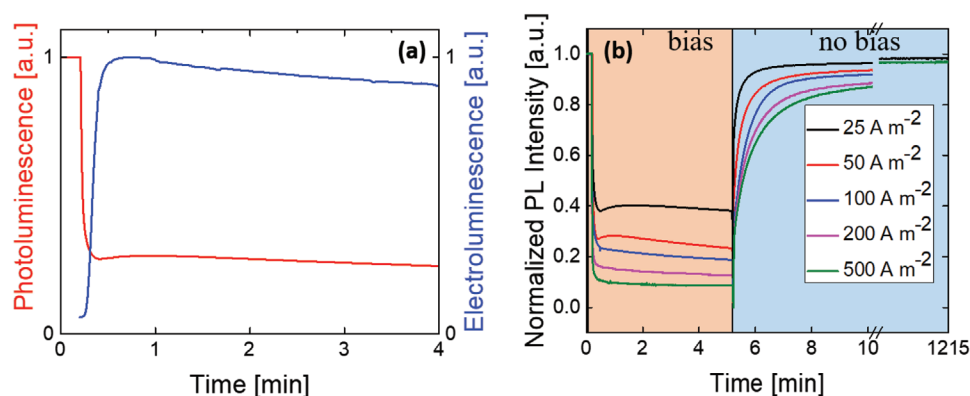 (a)
Photoluminescence [a.u.]
Electroluminescence [a.u.]
1
0
1
0
0
1
2
3
4
Time [min]
(b)
bias
no bias
Normalized PL Intensity [a.u.]
1.0
0.8
0.6
0.4
0.2
0.0
25 A m⁻²
50 A m⁻²
100 A m⁻²
200 A m⁻²
500 A m⁻²
0
2
4
6
8
10
1215
Time [min]